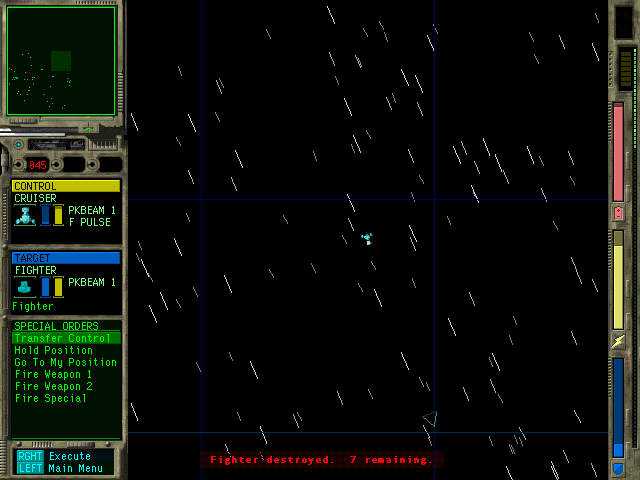 045
CONTROL
CRUISER
PKBEAM 1
F PULSE
TARGET
FIGHTER
PKBEAM 1
Fighter
SPECIAL ORDERS
Transfer Control
Hold Position
Go To My Position
Fire Weapon 1
Fire Weapon 2
Fire Special
RGHT Execute
LEFT Main Menu
Fighter destroyed. 7 remaining.